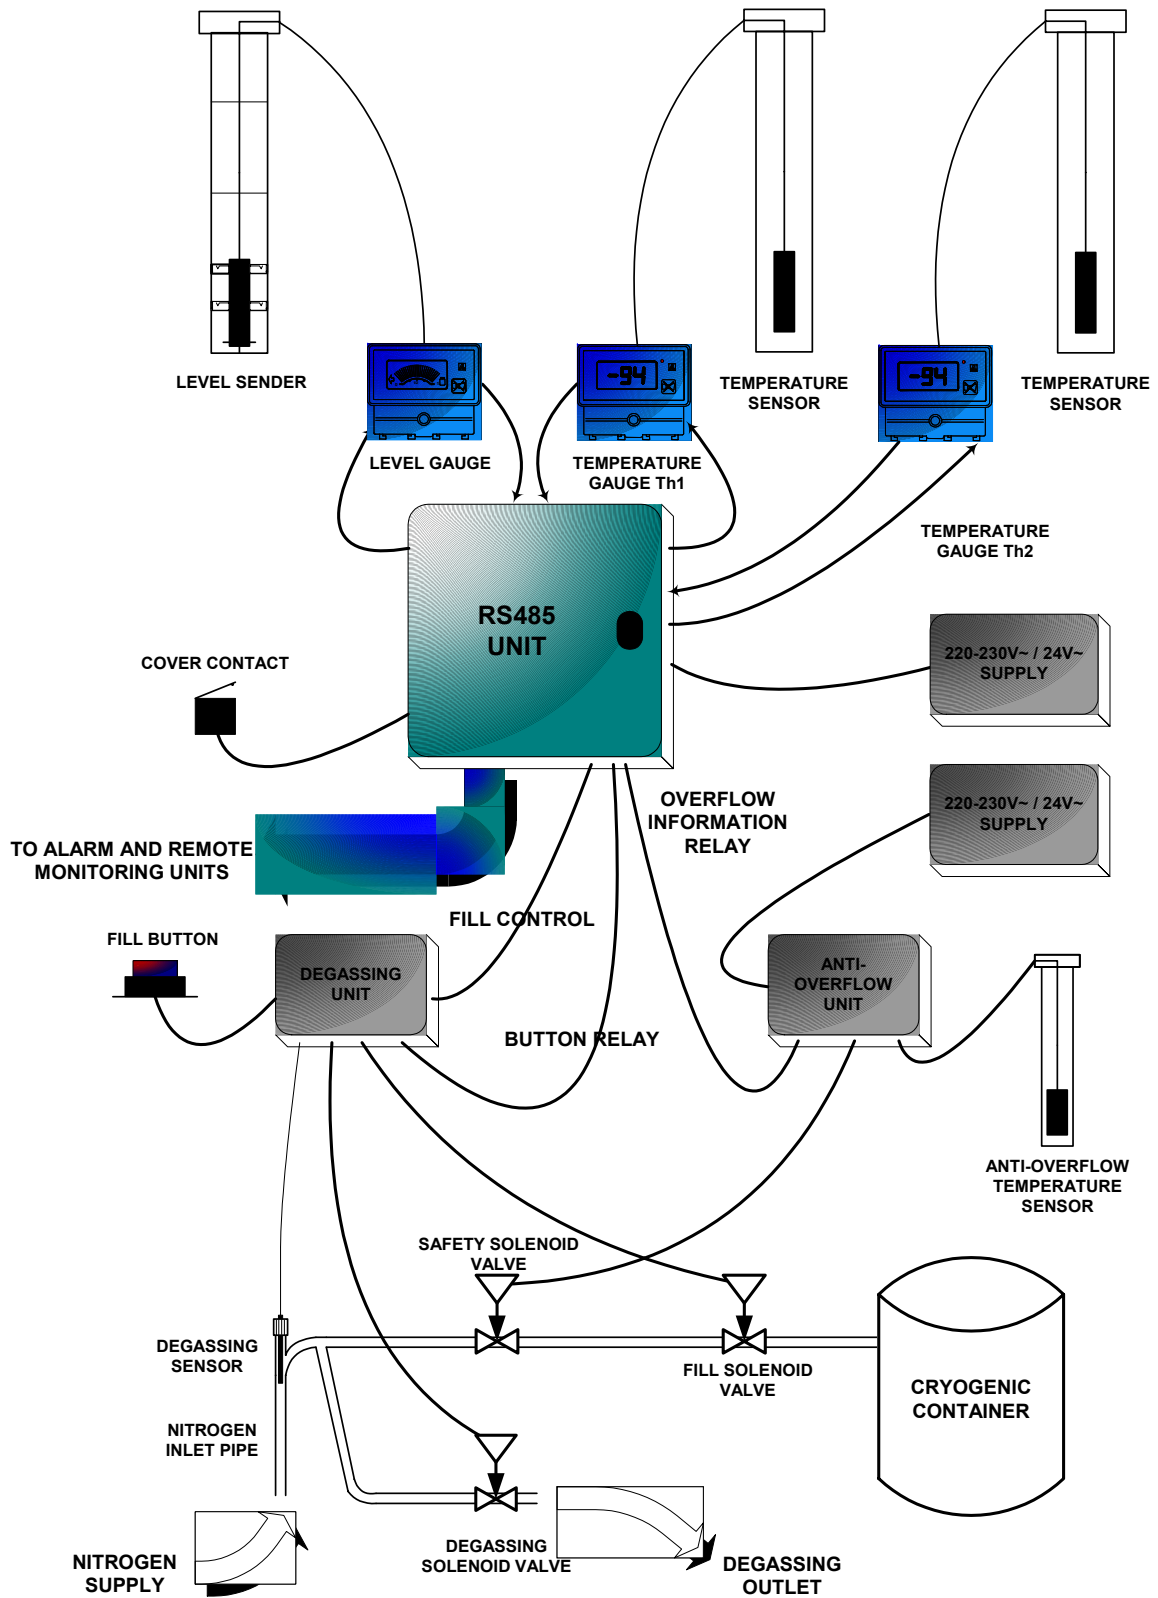 LEVEL SENDER
-94
-94
TEMPERATURE
SENSOR
TEMPERATURE
SENSOR
LEVEL GAUGE
TEMPERATURE
GAUGE Th1
TEMPERATURE
GAUGE Th2
RS485
UNIT
COVER CONTACT
220-230V~ / 24V~
SUPPLY
220-230V~ / 24V~
SUPPLY
OVERFLOW
INFORMATION
RELAY
TO ALARM AND REMOTE
MONITORING UNITS
FILL CONTROL
FILL BUTTON
DEGASSING
UNIT
ANTI-
OVERFLOW
UNIT
BUTTON RELAY
ANTI-OVERFLOW
TEMPERATURE
SENSOR
SAFETY SOLENOID
VALVE
DEGASSING
SENSOR
FILL SOLENOID
VALVE
CRYOGENIC
CONTAINER
NITROGEN
INLET PIPE
NITROGEN
SUPPLY
DEGASSING
SOLENOID VALVE
DEGASSING
OUTLET